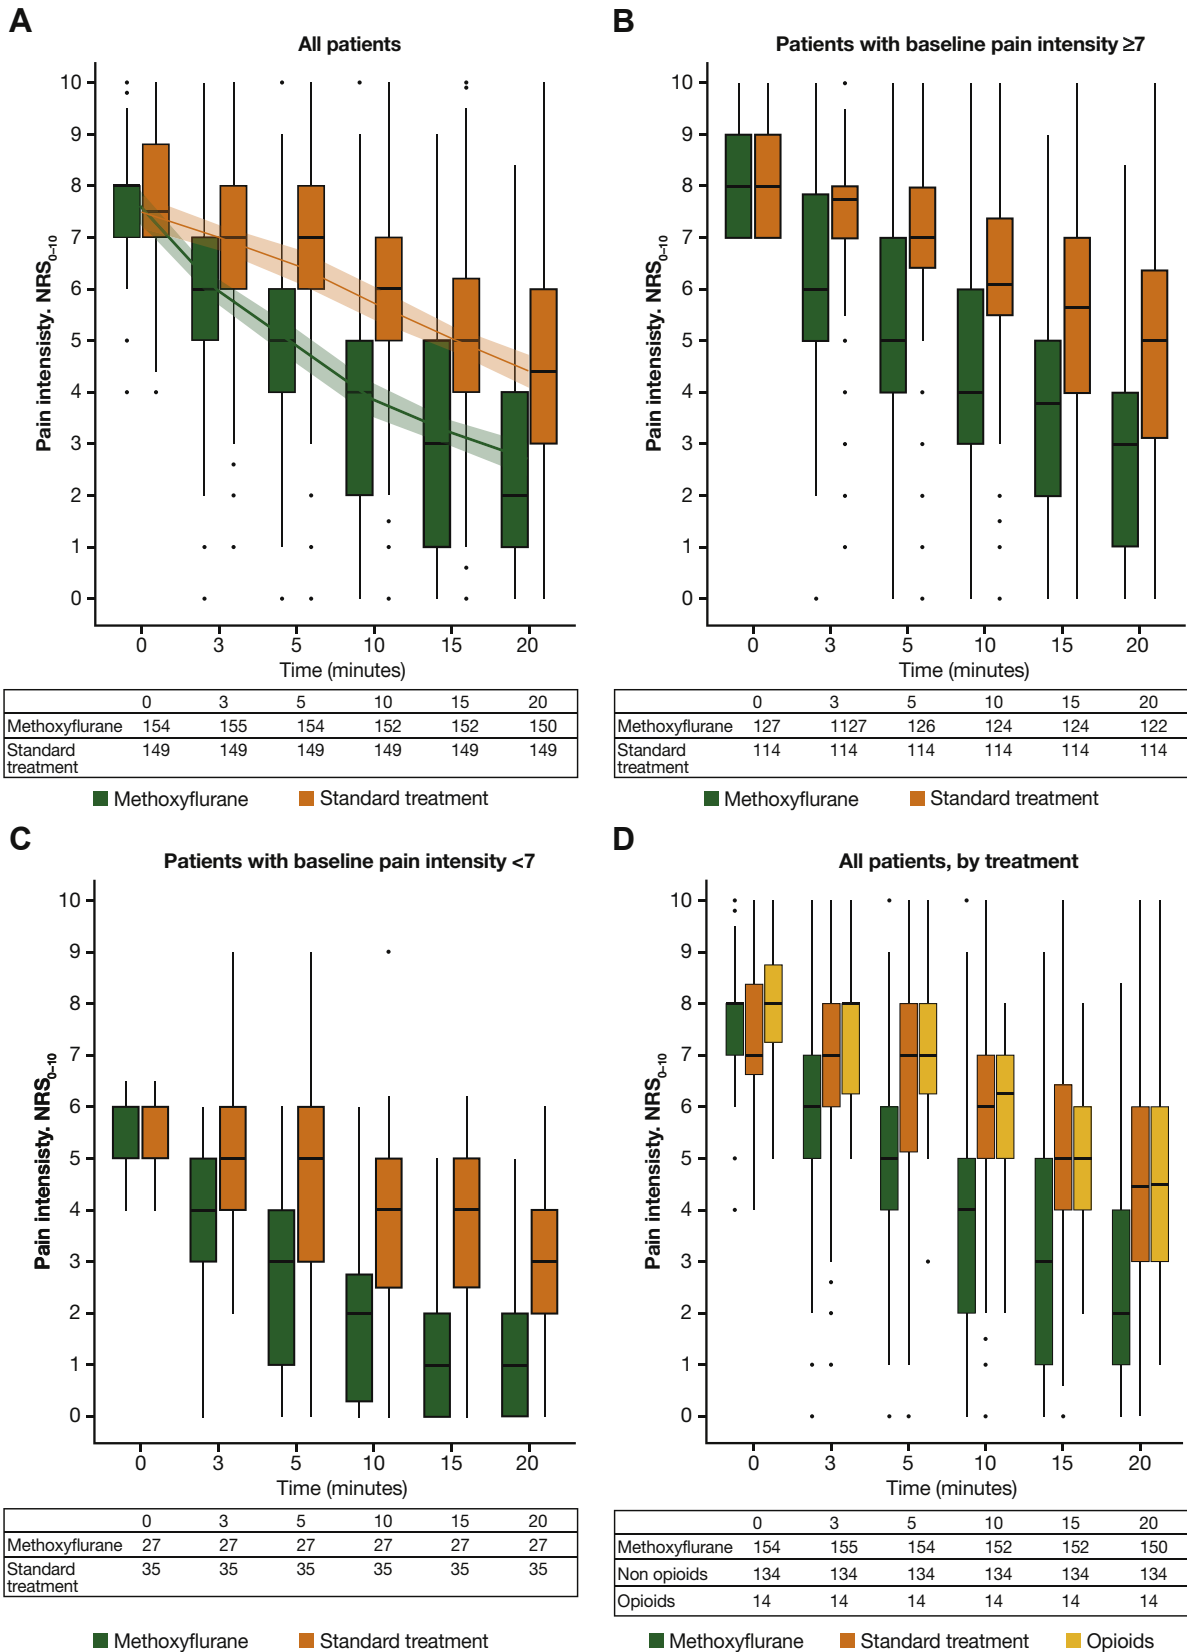 A
All patients
Pain intensisty. NRS0–10
10
9
8
7
6
5
4
3
2
1
0
0 3 5 10 15 20
Time (minutes)
0 3 5 10 15 20
Methoxyflurane 154 155 154 152 152 150
Standard 149 149 149 149 149 149
treatment
Methoxyflurane Standard treatment
B
Patients with baseline pain intensity ≥7
Pain intensisty. NRS0–10
10
9
8
7
6
5
4
3
2
1
0
0 3 5 10 15 20
Time (minutes)
0 3 5 10 15 20
Methoxyflurane 127 1127 126 124 124 122
Standard 114 114 114 114 114 114
treatment
Methoxyflurane Standard treatment
C
Patients with baseline pain intensity <7
Pain intensisty. NRS0–10
10
9
8
7
6
5
4
3
2
1
0
0 3 5 10 15 20
Time (minutes)
0 3 5 10 15 20
Methoxyflurane 27 27 27 27 27 27
Standard 35 35 35 35 35 35
treatment
Methoxyflurane Standard treatment
D
All patients, by treatment
Pain intensisty. NRS0–10
10
9
8
7
6
5
4
3
2
1
0
0 3 5 10 15 20
Time (minutes)
0 3 5 10 15 20
Methoxyflurane 154 155 154 152 152 150
Non opioids 134 134 134 134 134 134
Opioids 14 14 14 14 14 14
Methoxyflurane Standard treatment Opioids